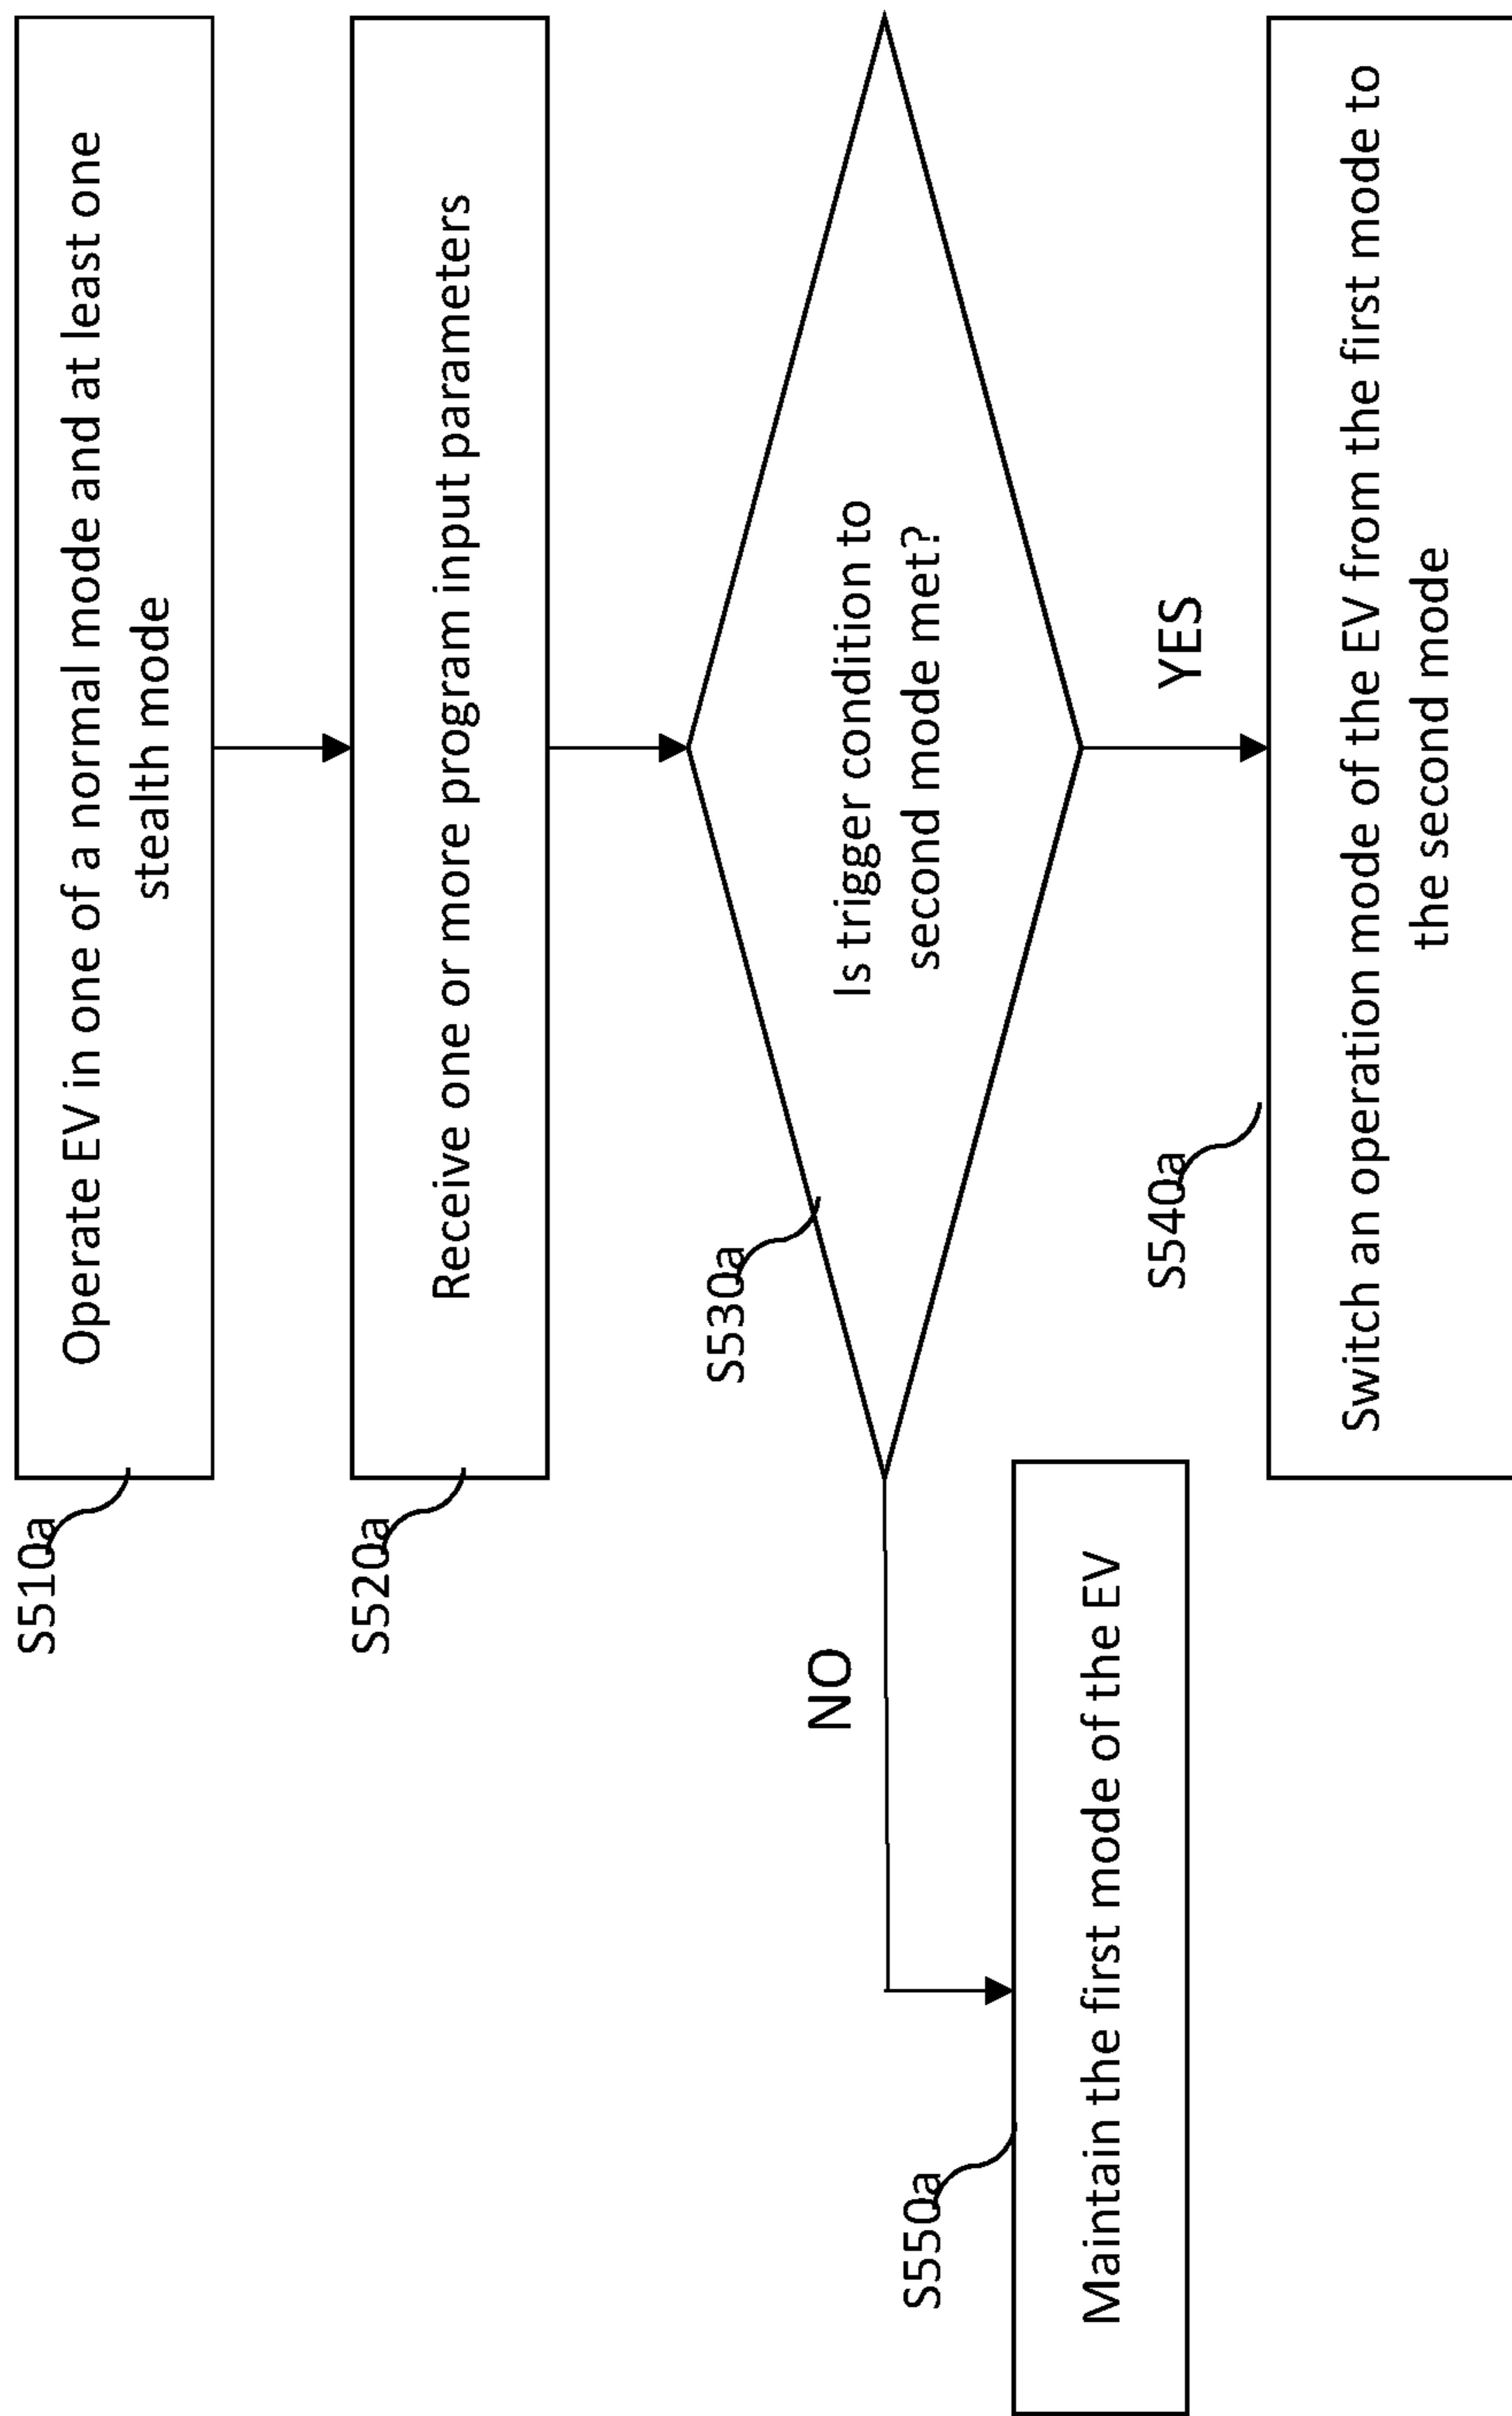 S510a
Operate EV in one of a normal mode and at least one
stealth mode
S520a
Receive one or more program input parameters
S530a
Is trigger condition to
second mode met?
NO
YES
S550a
Maintain the first mode of the EV
S540a
Switch an operation mode of the EV from the first mode to
the second mode